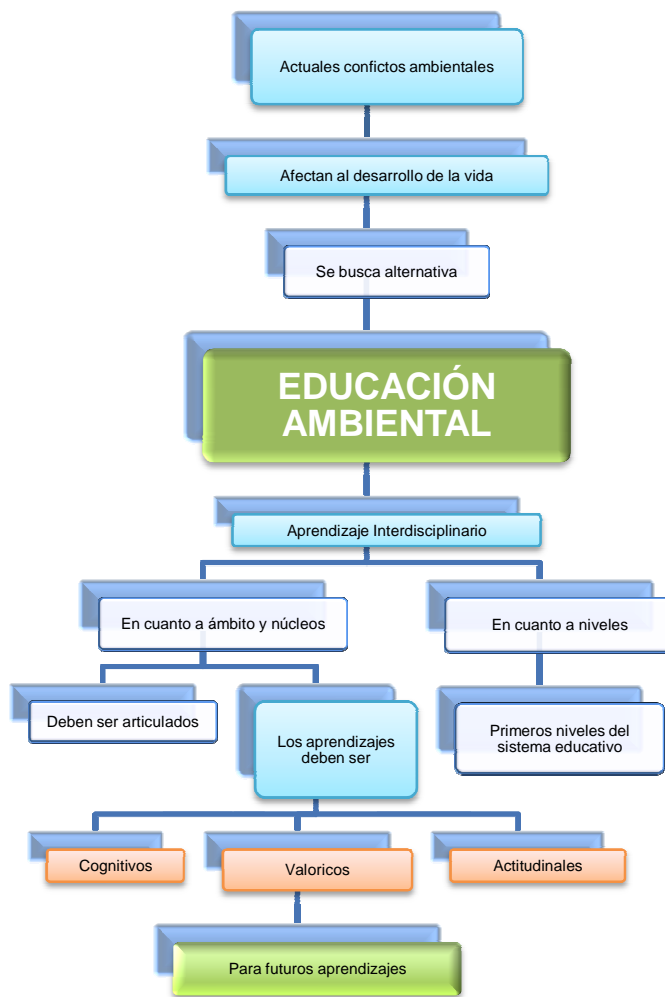 Actuales confictos ambientales
Afectan al desarrollo de la vida
Se busca alternativa
EDUCACIÓN
AMBIENTAL
Aprendizaje Interdisciplinario
En cuanto a ámbito y núcleos
En cuanto a niveles
Deben ser articulados
Los aprendizajes
deben ser
Primeros niveles del
sistema educativo
Cognitivos
Valoricos
Actitudinales
Para futuros aprendizajes